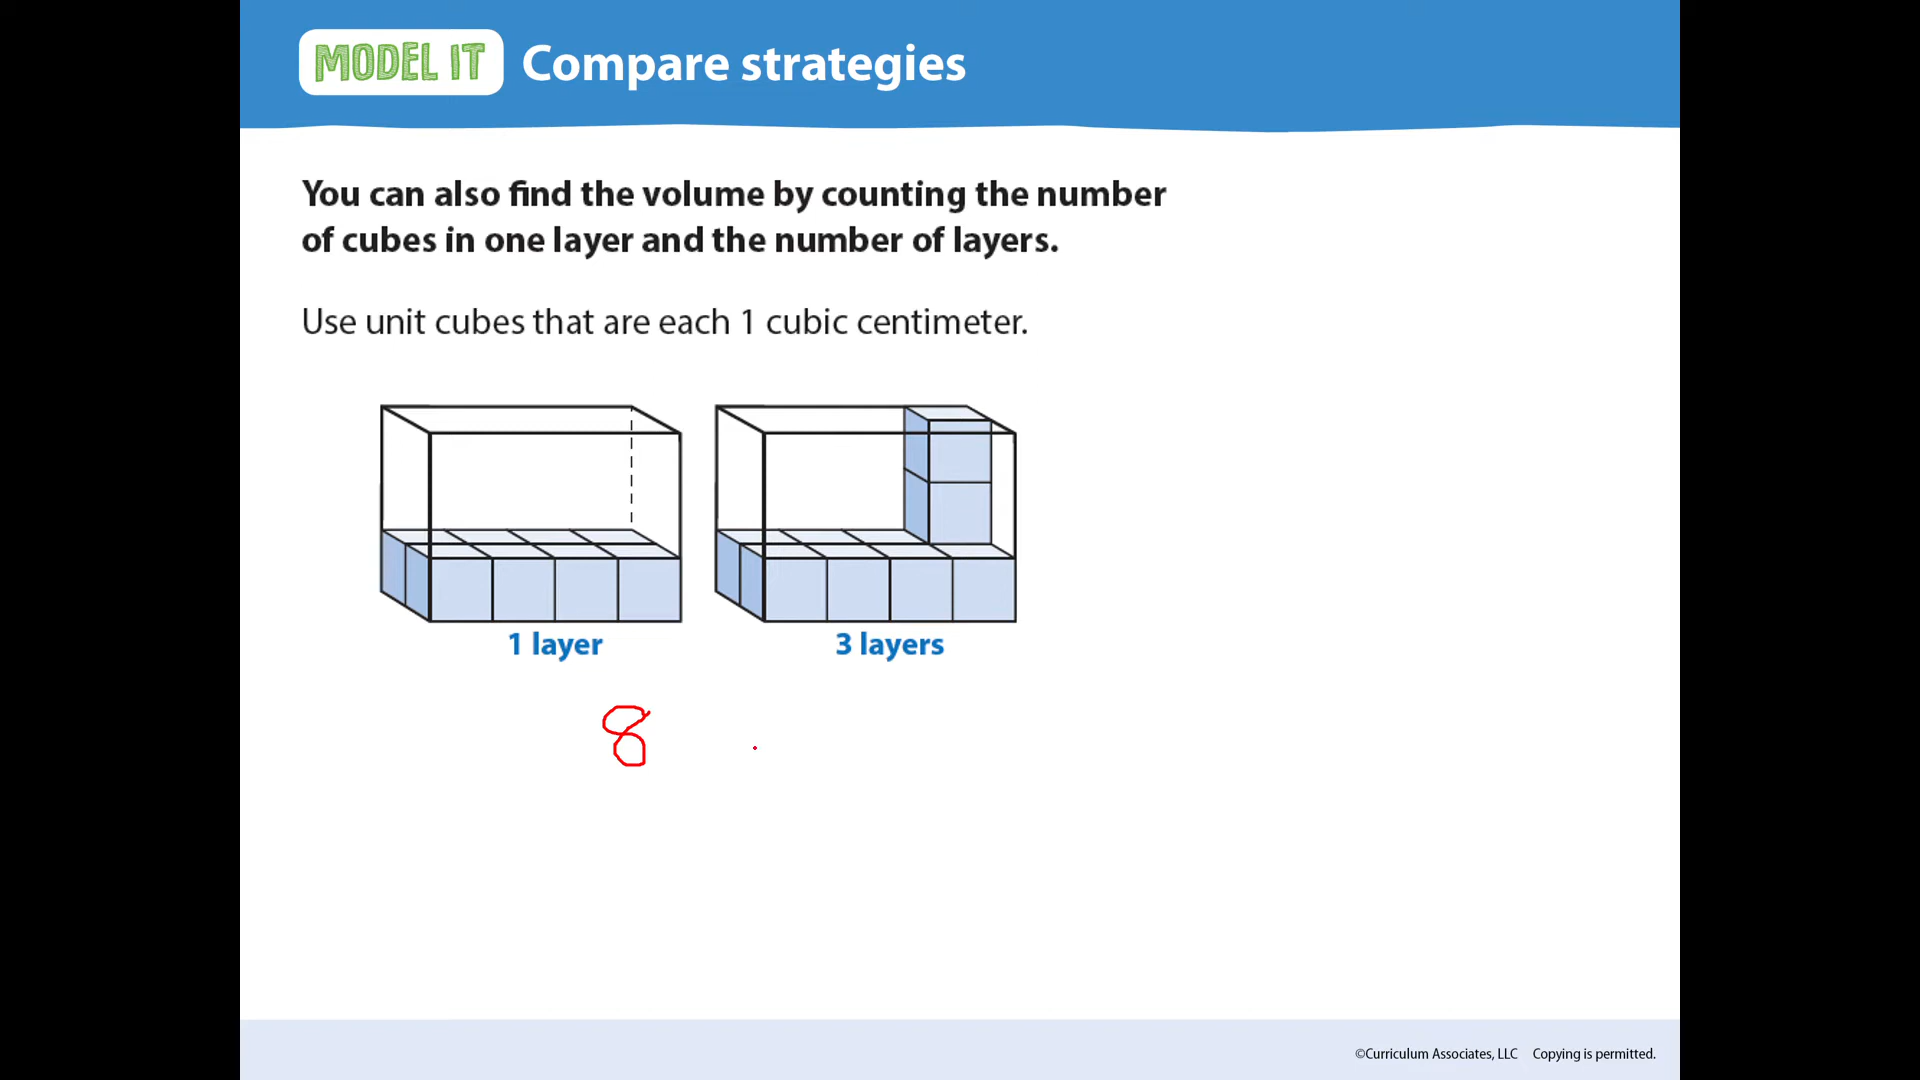 MODEL IT Compare strategies
You can also find the volume by counting the number
of cubes in one layer and the number of layers.
Use unit cubes that are each 1 cubic centimeter.
1 layer
3 layers
8
©Curriculum Associates, LLC Copying is permitted.